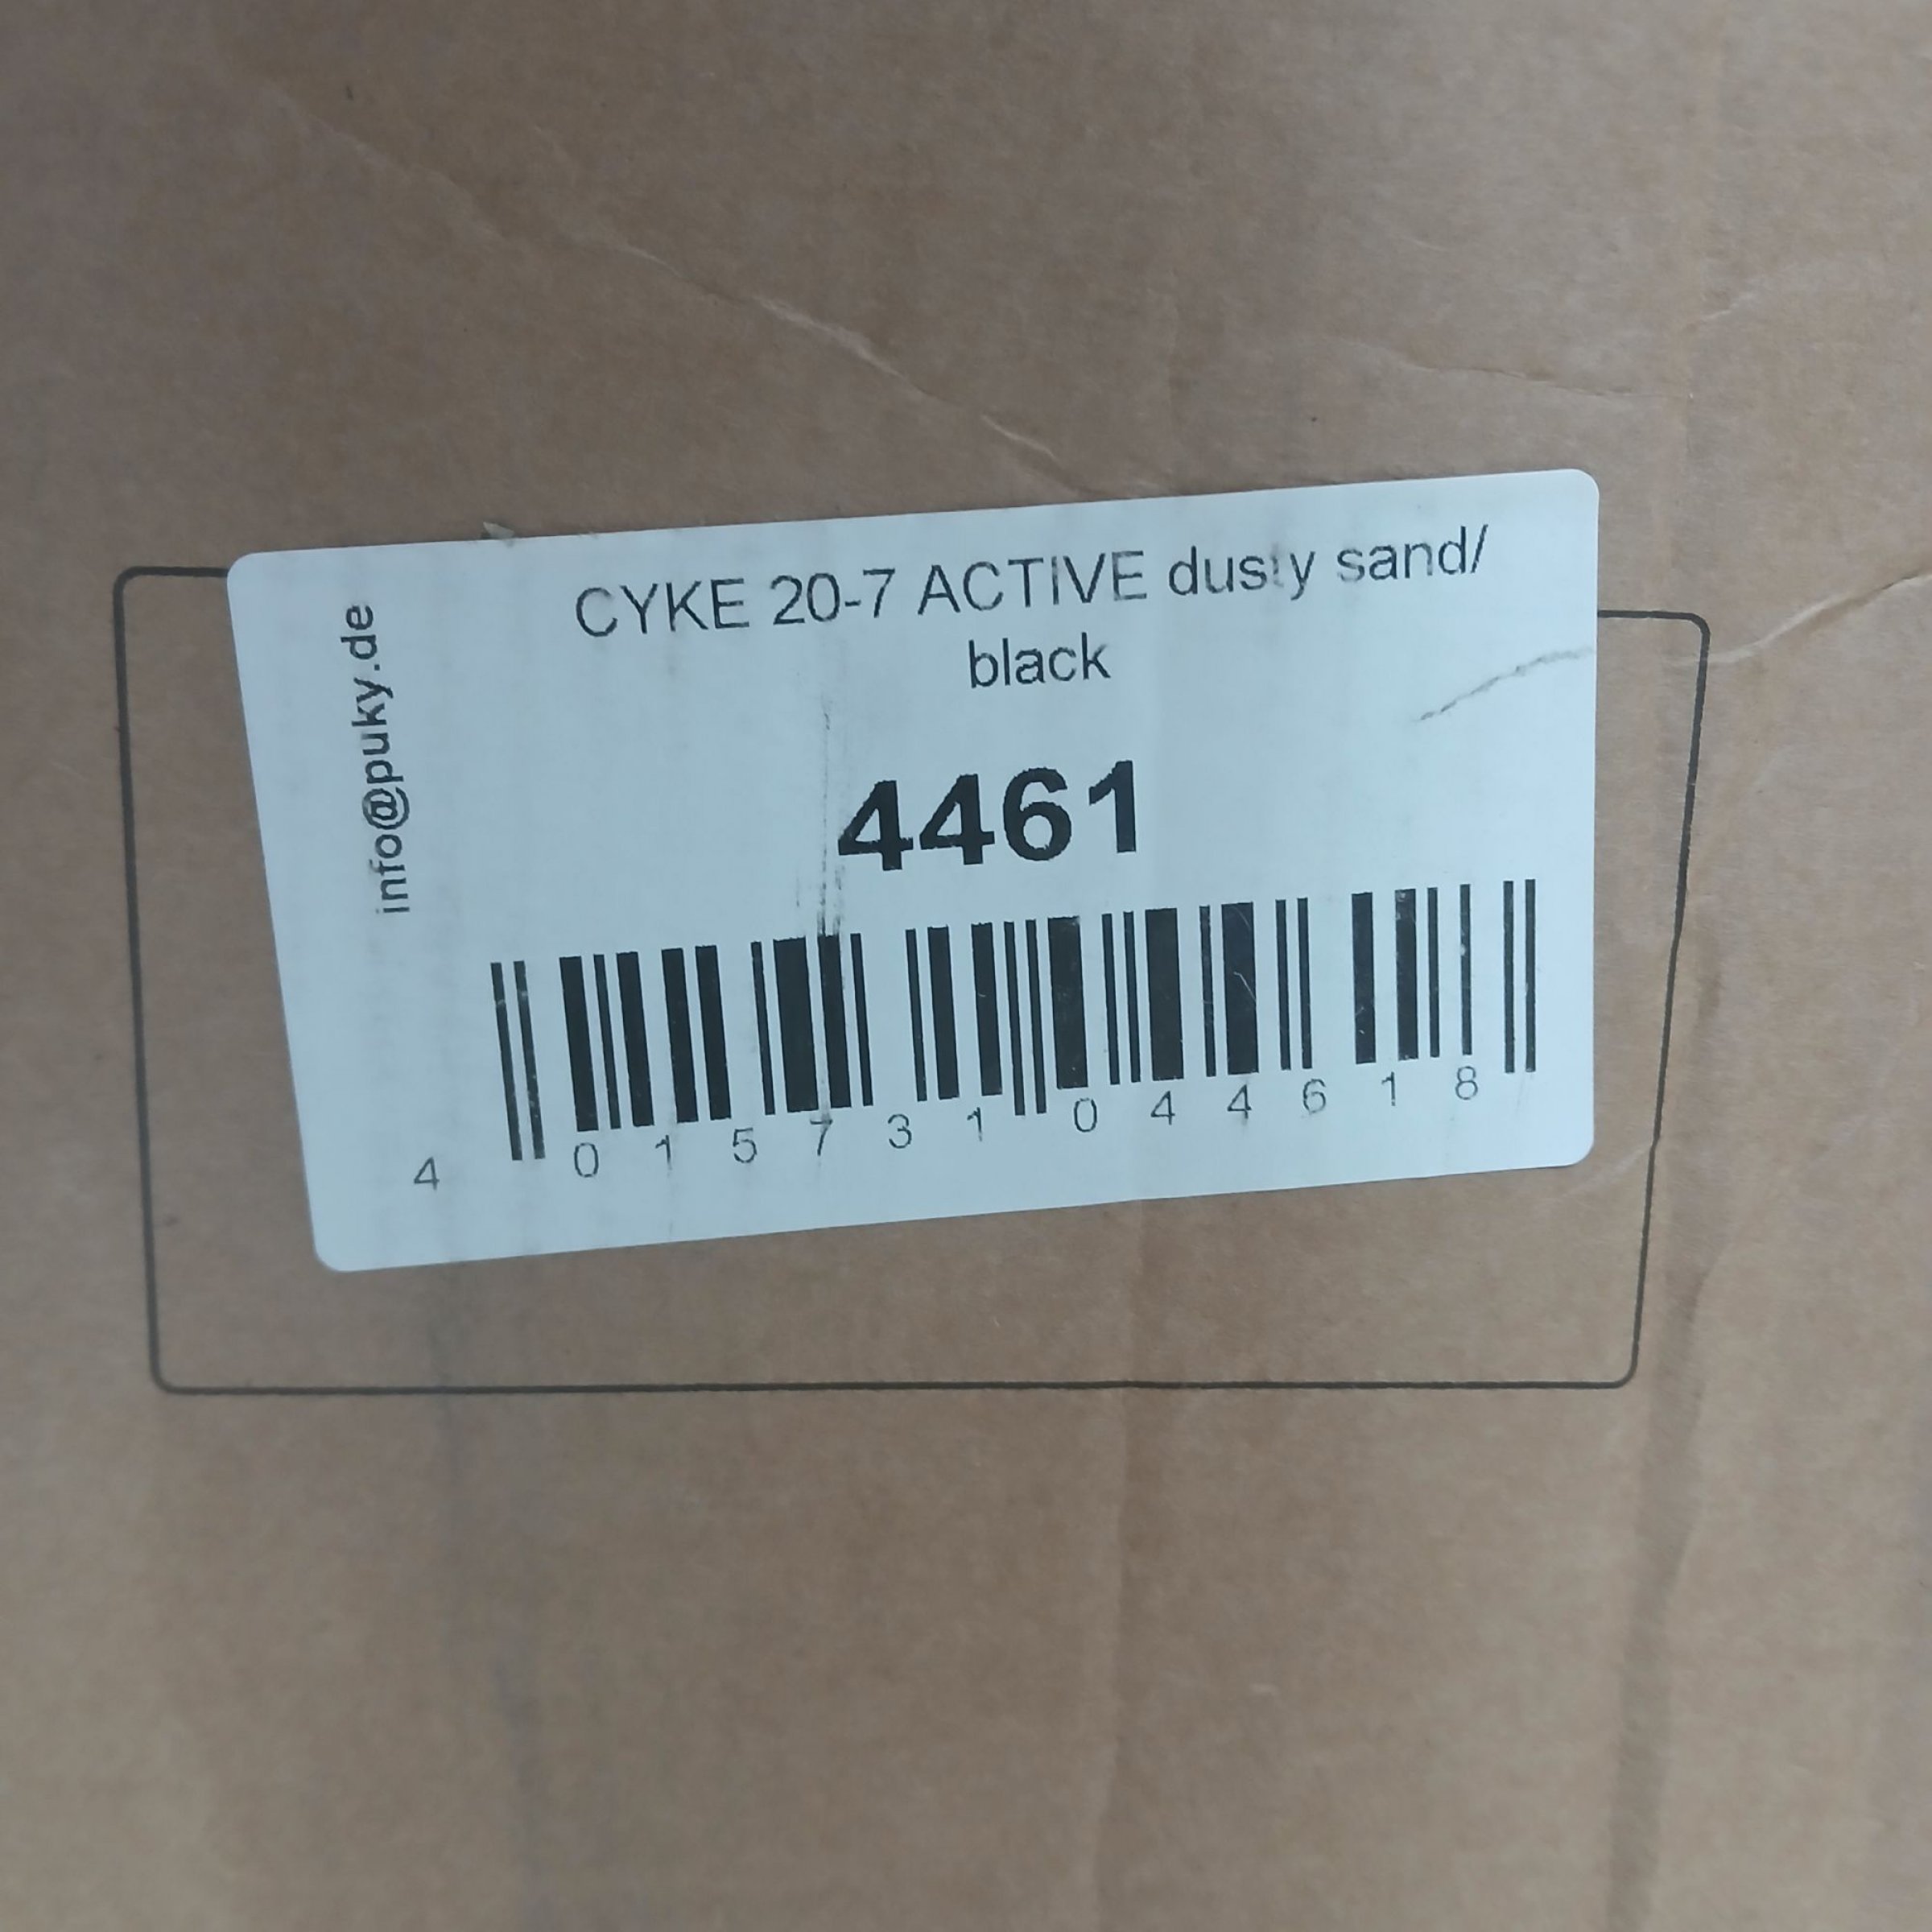 info@puky.de
CYKE 20-7 ACTIVE dusty sand/
black
4461
4 015731 044618